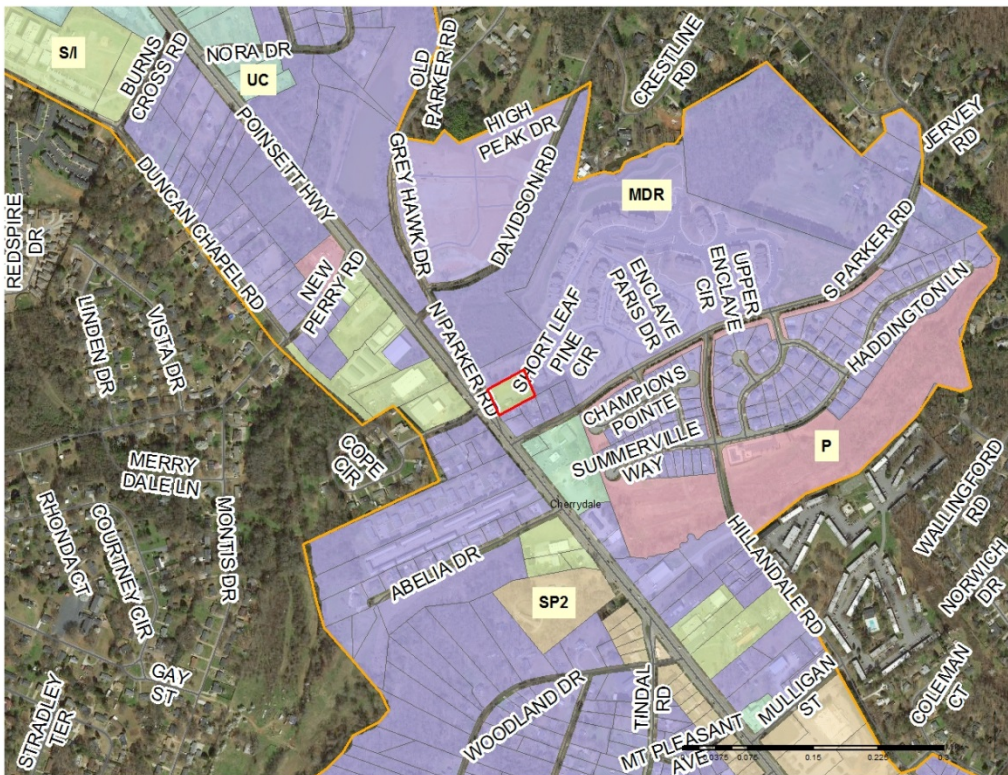 S/I
BURNS
CROSS RD
NORA DR
UC
OLD
PARKER RD
CRESTLINE
RD
HIGH
PEAK DR
JERVEY
RD
POINSETT HWY
GREY HAWK DR
DAVIDSON RD
MDR
DUNCAN CHAPEL RD
REDSPIRE
DR
NEW
PERRY RD
S PARKER RD
UPPER
ENCLAVE
CIR
ENCLAVE
PARIS DR
HADDINGTON LN
LINDEN DR
VISTA DR
N PARKER RD
SHORT LEAF
PINE
CIR
CHAMPIONS
POINTE
SUMMERVILLE
WAY
P
COPE
CIR
MERRY
DALE LN
MONTIS DR
RHONDA CT
COURTNEY CIR
Cherrydale
WALLINGFORD
RD
HILLANDALE RD
NORWICH
DR
ABELIA DR
SP2
GAY
ST
STRADLEY
TER
WOODLAND DR
TINDAL
RD
MULLIGAN
ST
COLEMAN
CT
MT PLEASANT
AVE
0.075
0.15
0.225